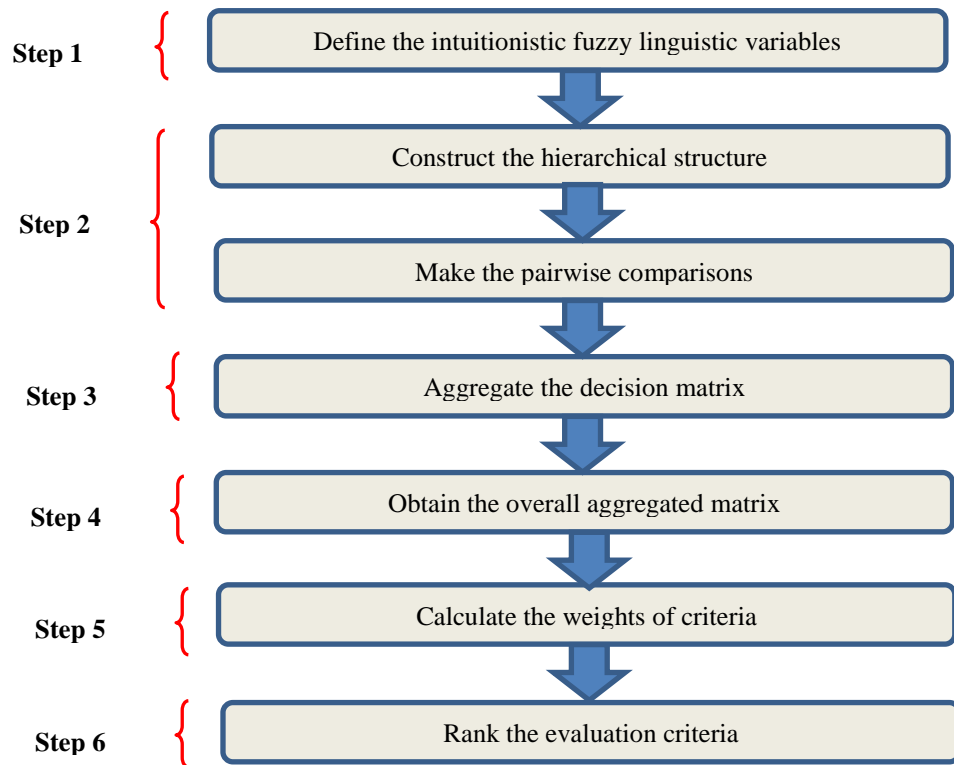 Step 1
Define the intuitionistic fuzzy linguistic variables
Step 2
Construct the hierarchical structure
Make the pairwise comparisons
Step 3
Aggregate the decision matrix
Step 4
Obtain the overall aggregated matrix
Step 5
Calculate the weights of criteria
Step 6
Rank the evaluation criteria